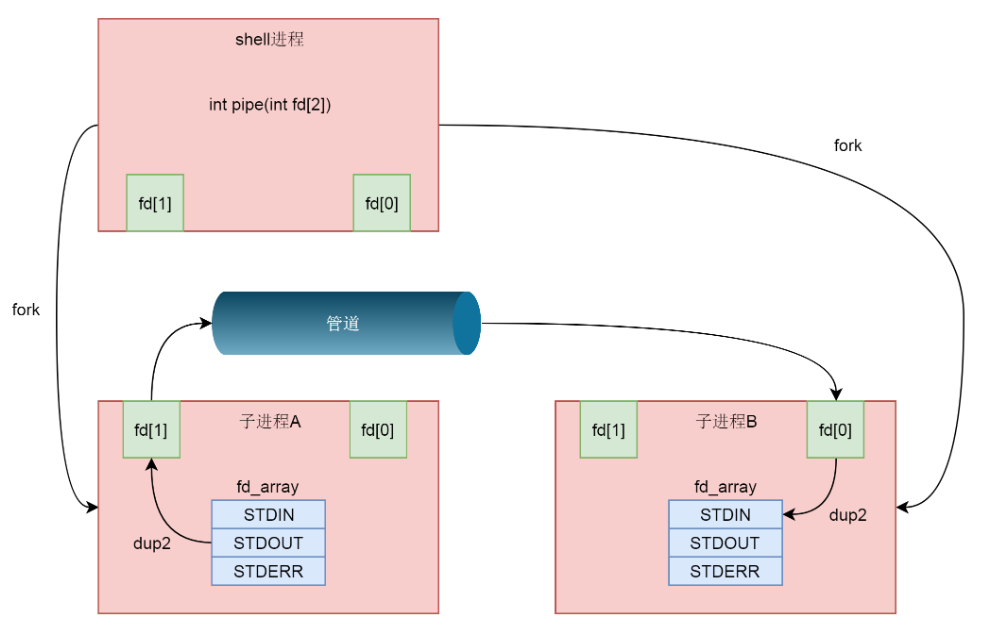 shell进程
int pipe(int fd[2])
fork
fd[1]
fd[0]
fork
管道
fd[1]
子进程A
fd[0]
fd_array
STDIN
dup2
STDOUT
STDERR
fd[1]
子进程B
fd[0]
fd_array
STDIN
dup2
STDOUT
STDERR